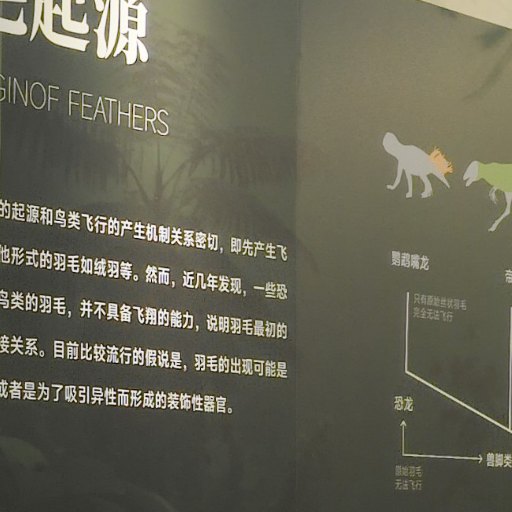 起源
GINOF FEATHERS
的起源和鸟类飞行的产生机制关系密切，即先产生飞
他形式的羽毛如绒羽等。然而，近几年发现，一些恐
鸟类的羽毛，并不具备飞翔的能力，说明羽毛最初的
接关系。目前比较流行的假说是，羽毛的出现可能是
或者是为了吸引异性而形成的装饰性器官。
鹦鹉嘴龙
帝
只有原始丝状羽毛
完全无法飞行
恐龙
兽脚类
原始羽毛
无法飞行